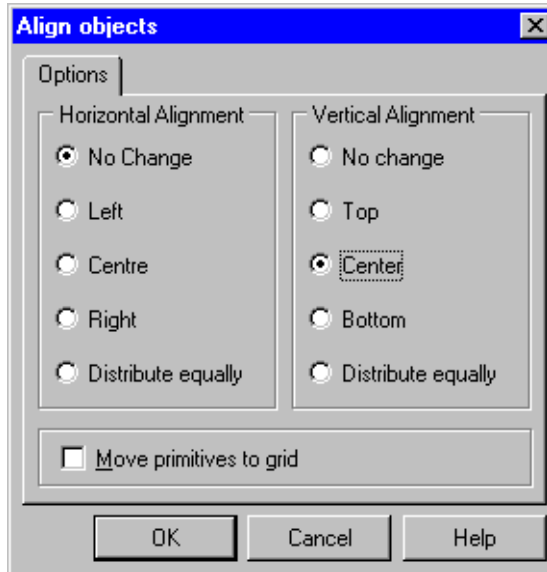 Align objects
Options
Horizontal Alignment
No Change
Left
Centre
Right
Distribute equally
Vertical Alignment
No change
Top
Center
Bottom
Distribute equally
Move primitives to grid
OK
Cancel
Help